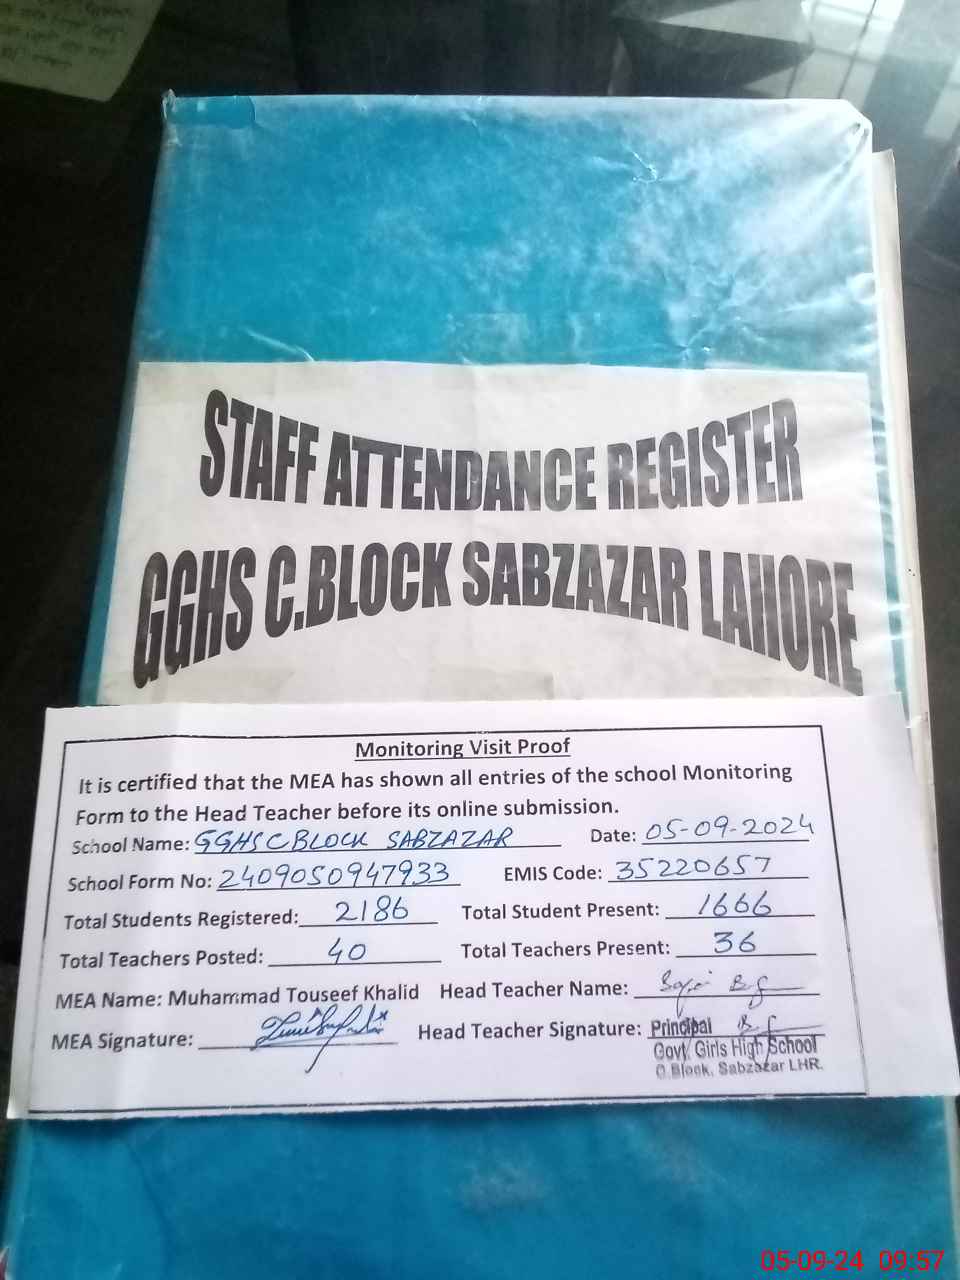 STAFF ATTENDANCE REGISTER
GGHS C.BLOCK SABZAZAR LAHORE
Monitoring Visit Proof
It is certified that the MEA has shown all entries of the school Monitoring
Form to the Head Teacher before its online submission.
School Name: GGHS C BLOCK SABZAZAR Date: 05-09-2024
School Form No: 2409050947933 EMIS Code: 35220657
Total Students Registered: 2186 Total Student Present: 1666
Total Teachers Posted: 40 Total Teachers Present: 36
MEA Name: Muhammad Touseef Khalid Head Teacher Name:
MEA Signature: Head Teacher Signature: Principal
Govt. Girls High School
C.Block, Sabzazar LHR.
05-09-24 09:57